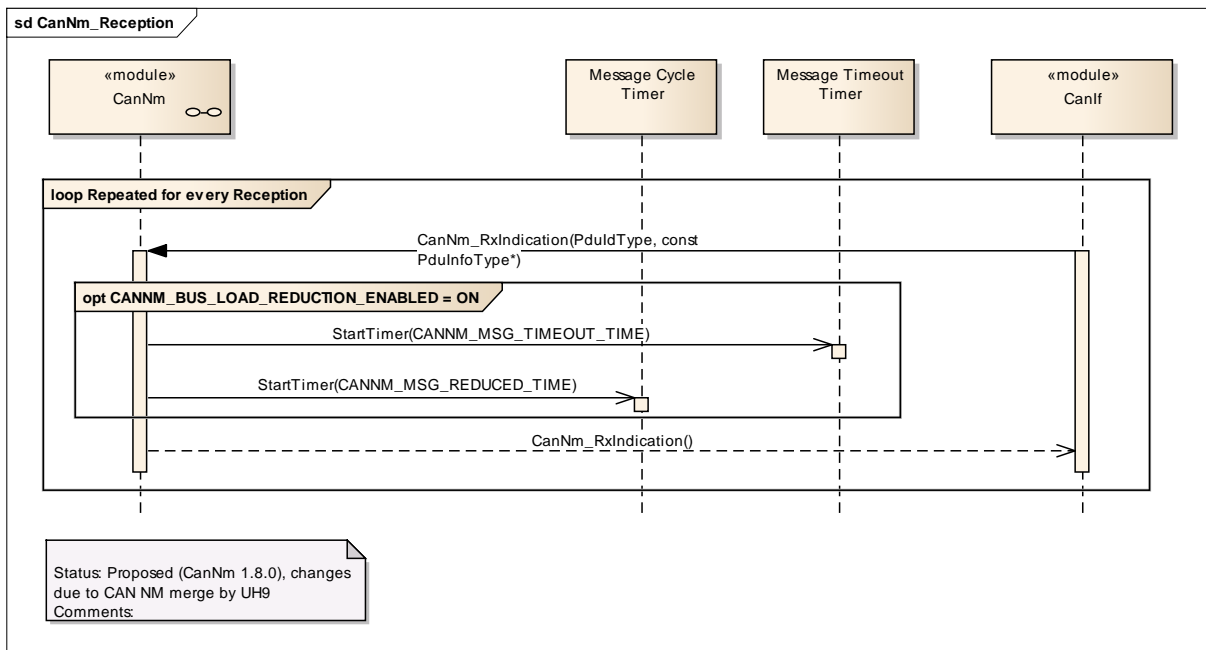 sd CanNm_Reception
«module»
CanNm
Message Cycle
Timer
Message Timeout
Timer
«module»
CanIf
loop Repeated for every Reception
CanNm_RxIndication(PduIdType, const
PduInfoType*)
opt CANNM_BUS_LOAD_REDUCTION_ENABLED = ON
StartTimer(CANNM_MSG_TIMEOUT_TIME)
StartTimer(CANNM_MSG_REDUCED_TIME)
CanNm_RxIndication()
Status: Proposed (CanNm 1.8.0), changes
due to CAN NM merge by UH9
Comments: